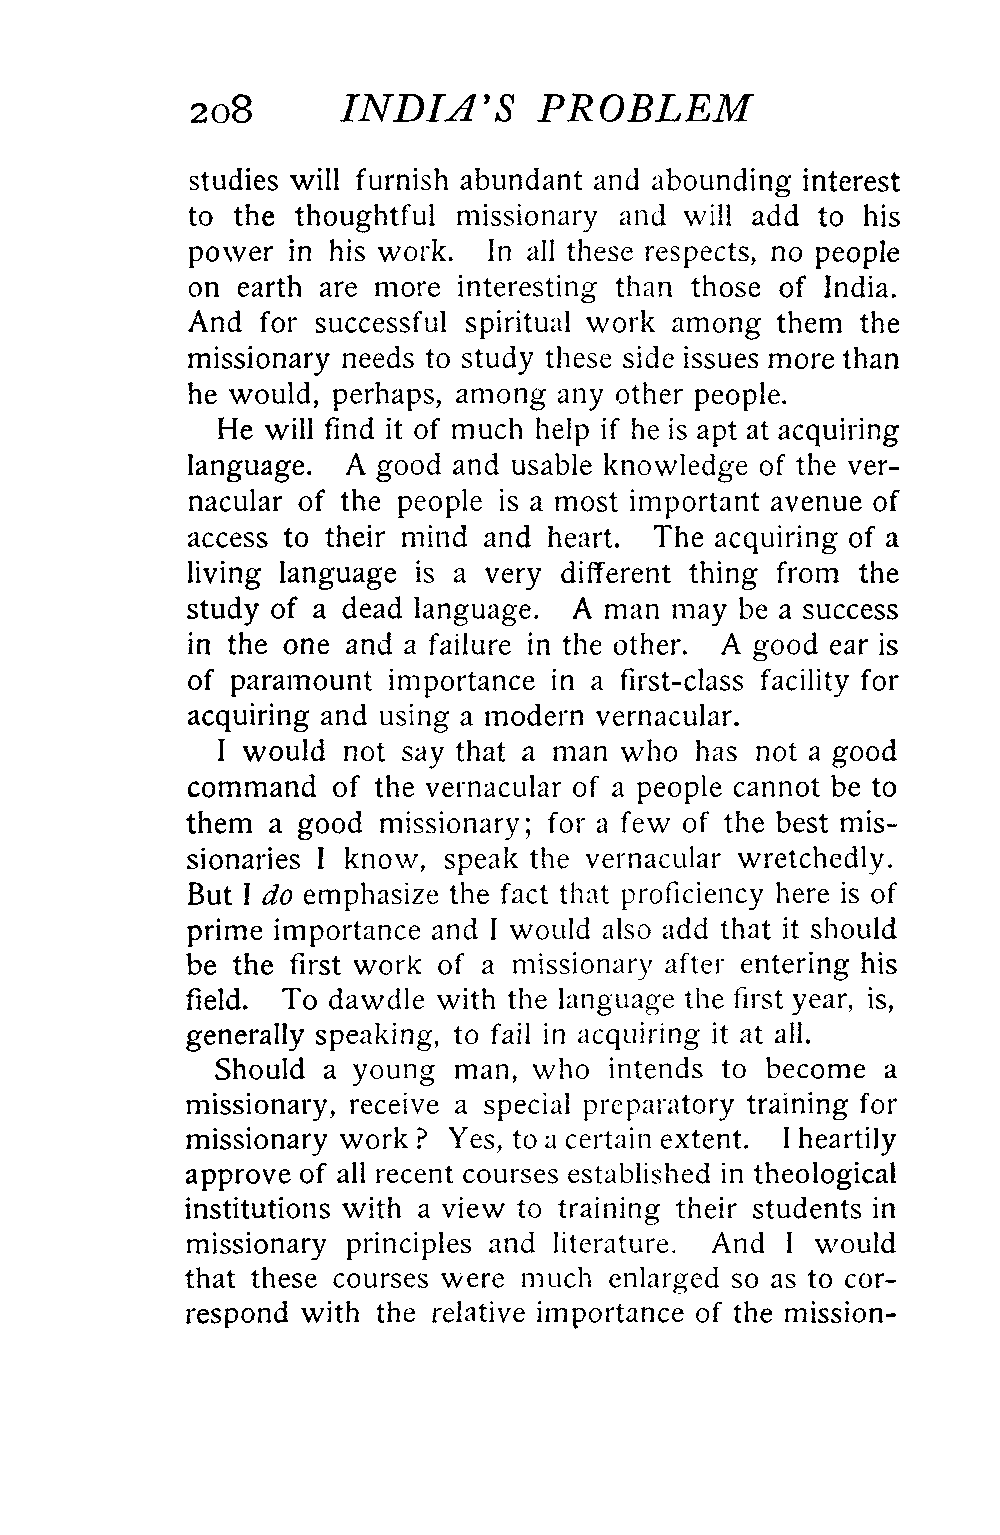 208 INDIA'S PROBLEM
studies will furnish abundant and abounding interest
to the thoughtful missionary and will add to his
power in his work. In all these respects, no people
on earth are more interesting than those of India.
And for successful spiritual work among them the
missionary needs to study these side issues more than
he would, perhaps, among any other people.
He will find it of much help if he is apt at acquiring
language. A good and usable knowledge of the ver-
nacular of the people is a most important avenue of
access to their mind and heart. The acquiring of a
living language is a very different thing from the
study of a dead language. A man may be a success
in the one and a failure in the other. A good ear is
of paramount importance in a first-class facility for
acquiring and using a modern vernacular.
I would not say that a man who has not a good
command of the vernacular of a people cannot be to
them a good missionary; for a few of the best mis-
sionaries I know, speak the vernacular wretchedly.
But I do emphasize the fact that proficiency here is of
prime importance and I would also add that it should
be the first work of a missionary after entering his
field. To dawdle with the language the first year, is,
generally speaking, to fail in acquiring it at all.
Should a young man, who intends to become a
missionary, receive a special preparatory training for
missionary work? Yes, to a certain extent. I heartily
approve of all recent courses established in theological
institutions with a view to training their students in
missionary principles and literature. And I would
that these courses were much enlarged so as to cor-
respond with the relative importance of the mission-